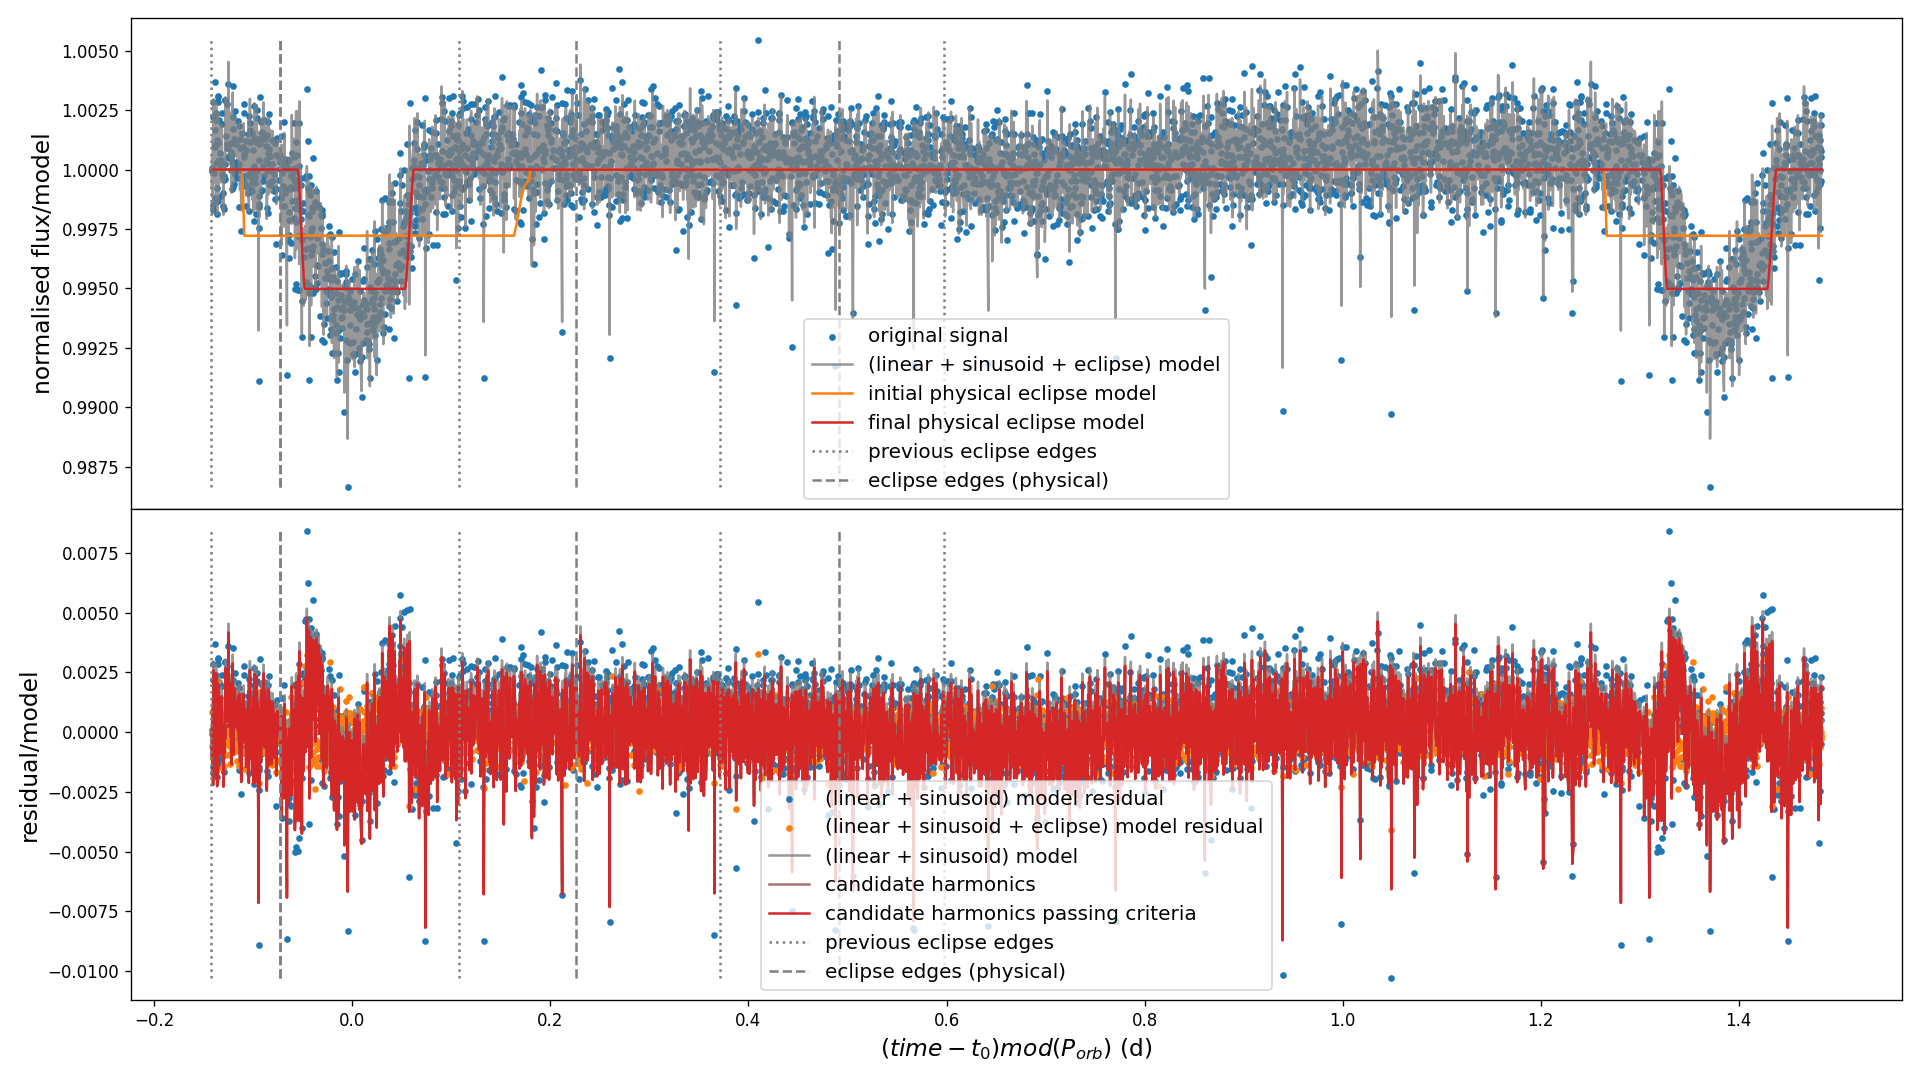 1.0050
1.0025
1.0000
0.9975
0.9950
0.9925
0.9900
0.9875
normalised flux/model
original signal
(linear + sinusoid + eclipse) model
initial physical eclipse model
final physical eclipse model
previous eclipse edges
eclipse edges (physical)
0.0075
0.0050
0.0025
0.0000
−0.0025
−0.0050
−0.0075
−0.0100
residual/model
(linear + sinusoid) model residual
(linear + sinusoid + eclipse) model residual
(linear + sinusoid) model
candidate harmonics
candidate harmonics passing criteria
previous eclipse edges
eclipse edges (physical)
−0.2 0.0 0.2 0.4 0.6 0.8 1.0 1.2 1.4
(time − t0)mod(Porb) (d)